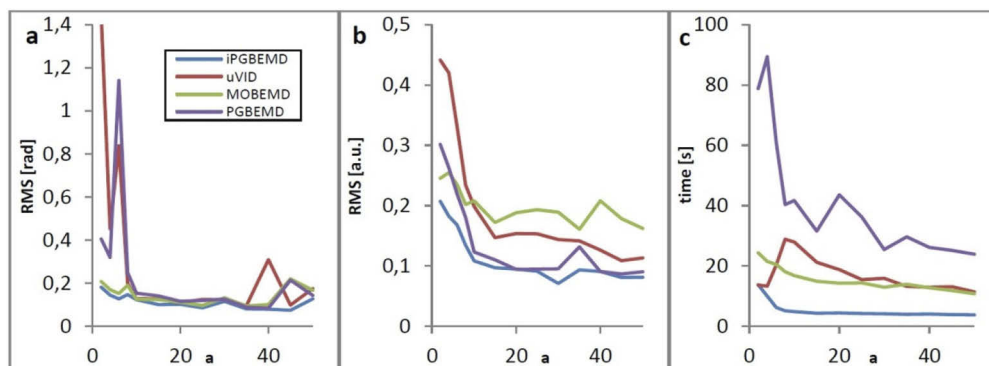 a
RMS [rad]
1,4
1,2
1
0,8
0,6
0,4
0,2
0
iPGBEMD
uVID
MOBEMD
PGBEMD
0 20 a 40
b
RMS [a.u.]
0,5
0,4
0,3
0,2
0,1
0
0 20 a 40
c
time [s]
100
80
60
40
20
0
0 20 a 40